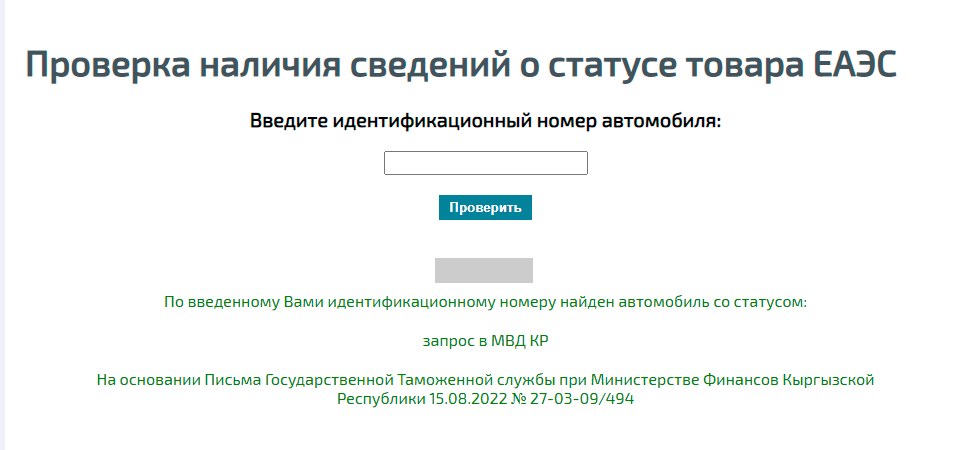 Проверка наличия сведений о статусе товара ЕАЭС
Введите идентификационный номер автомобиля:
Проверить
По введенному Вами идентификационному номеру найден автомобиль со статусом:
запрос в МВД КР
На основании Письма Государственной Таможенной службы при Министерстве Финансов Кыргызской
Республики 15.08.2022 № 27-03-09/494